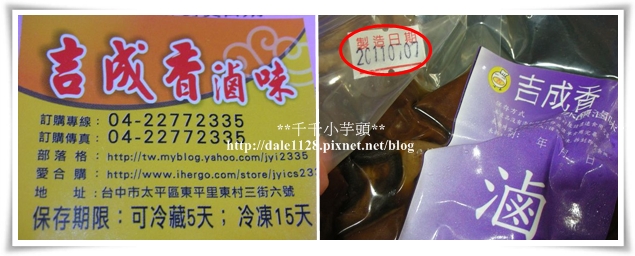 吉成香滷味
訂購專線：04-22772335
訂購傳真：04-22772335
部落格：http://tw.myblog.yahoo.com/jyi2335
愛合購：http://www.ihergo.com/store/jyics2335
地址：台中市太平區東平里東村三街六號
保存期限：可冷藏5天；冷凍15天
製造日期
20110.07
吉成香
滷
**千千小芋頭**
http://dale1128.pixnet.net/blog